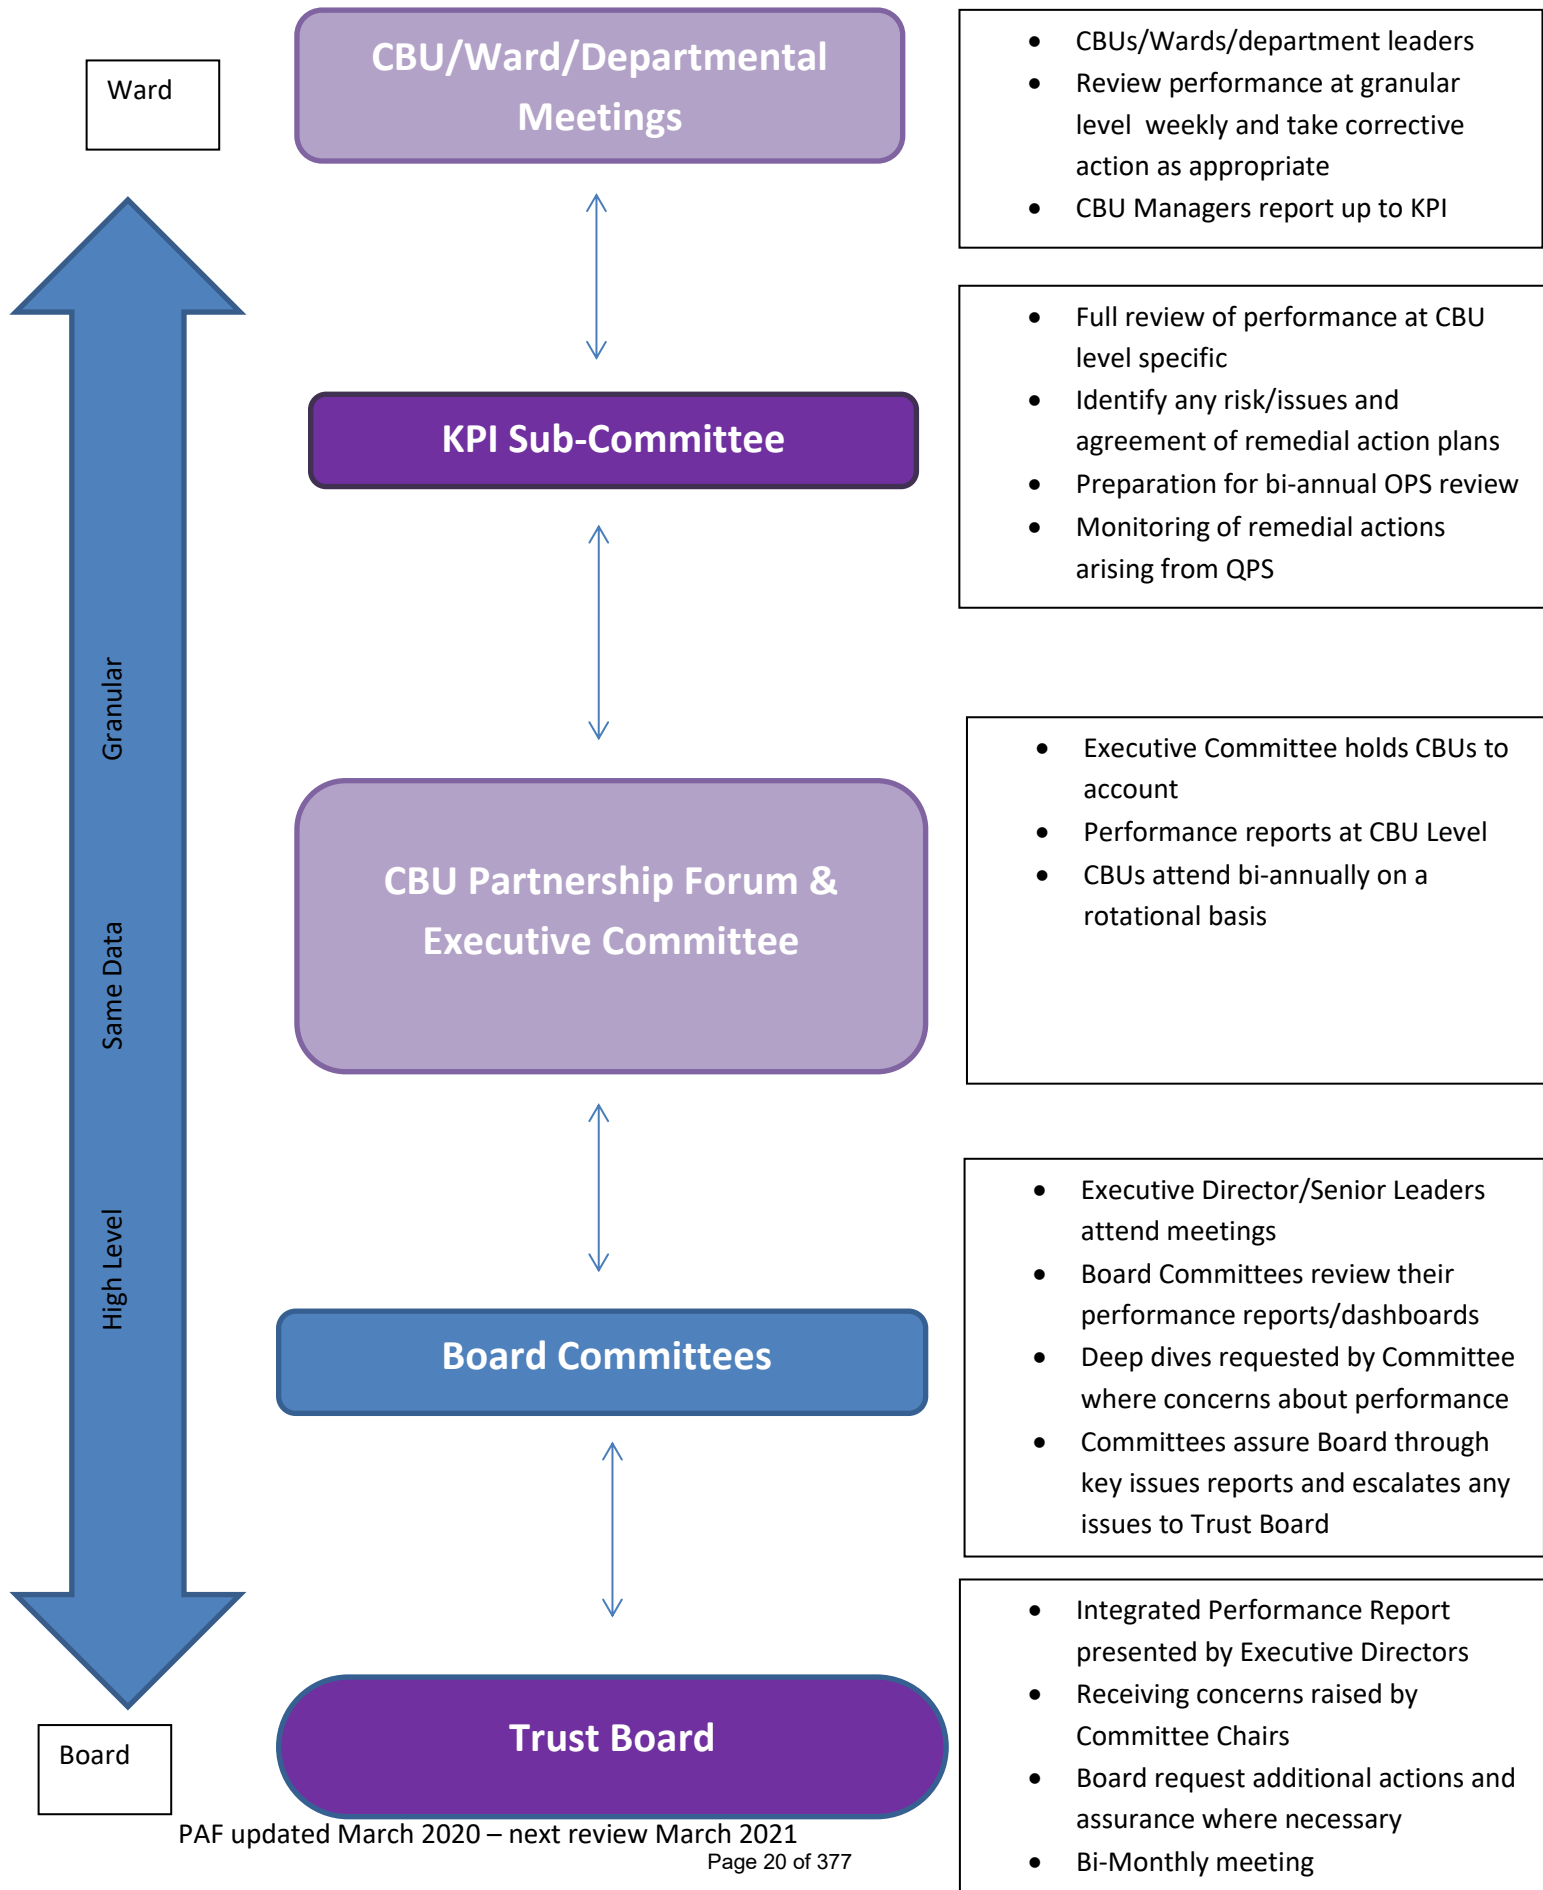 Ward
CBU/Ward/Departmental
Meetings
• CBUs/Wards/department leaders
• Review performance at granular
level weekly and take corrective
action as appropriate
• CBU Managers report up to KPI
KPI Sub-Committee
• Full review of performance at CBU
level specific
• Identify any risk/issues and
agreement of remedial action plans
• Preparation for bi-annual OPS review
• Monitoring of remedial actions
arising from QPS
Granular
Same Data
High Level
CBU Partnership Forum &
Executive Committee
• Executive Committee holds CBUs to
account
• Performance reports at CBU Level
• CBUs attend bi-annually on a
rotational basis
Board Committees
• Executive Director/Senior Leaders
attend meetings
• Board Committees review their
performance reports/dashboards
• Deep dives requested by Committee
where concerns about performance
• Committees assure Board through
key issues reports and escalates any
issues to Trust Board
Board
Trust Board
• Integrated Performance Report
presented by Executive Directors
• Receiving concerns raised by
Committee Chairs
• Board request additional actions and
assurance where necessary
• Bi-Monthly meeting
PAF updated March 2020 – next review March 2021
Page 20 of 377